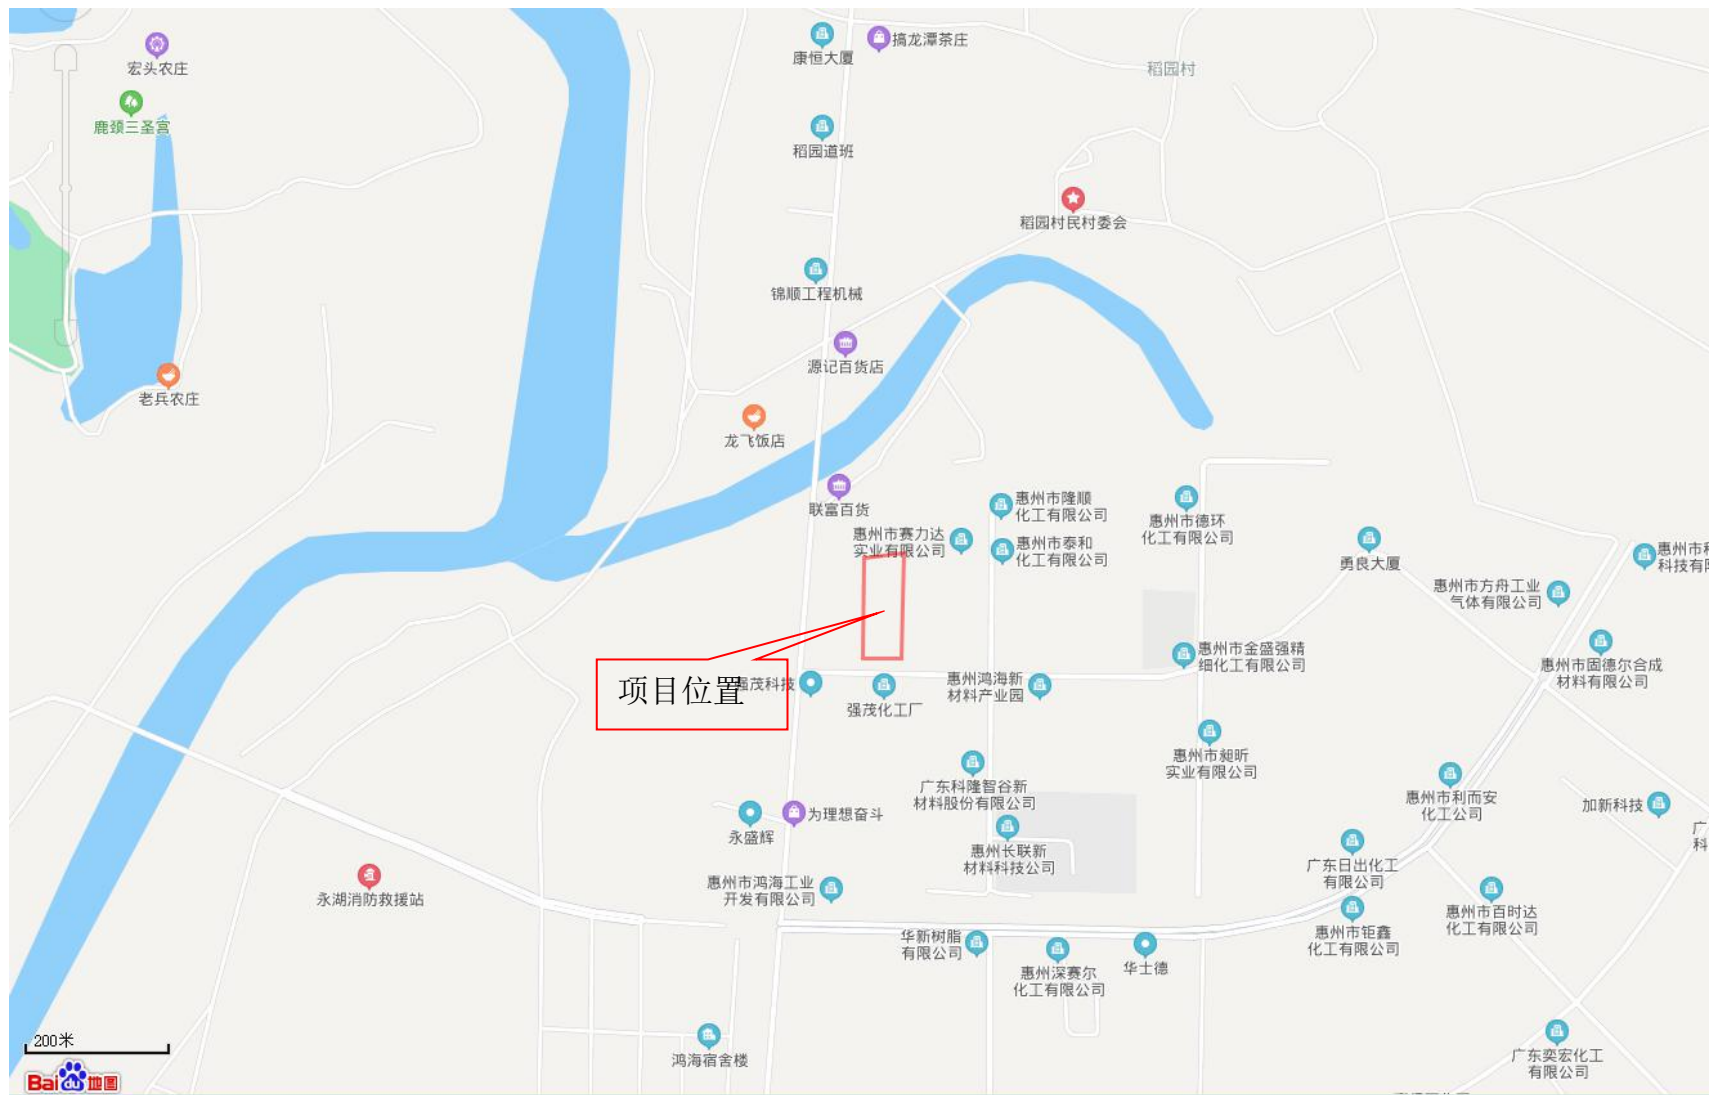 康恒大厦
搞龙潭茶庄
宏头农庄
稻园村
鹿颈三圣宫
稻园道班
稻园村民村委会
锦顺工程机械
源记百货店
老兵农庄
龙飞饭店
联富百货
惠州市隆顺
化工有限公司
惠州市德环
化工有限公司
惠州市赛力达
实业有限公司
惠州市泰和
化工有限公司
勇良大厦
惠州市
科技有
惠州市方舟工业
气体有限公司
惠州市金盛强精
细化工有限公司
惠州市固德尔合成
材料有限公司
项目位置
强茂科技
强茂化工厂
惠州鸿海新
材料产业园
惠州市昶昕
实业有限公司
广东科隆智谷新
材料股份有限公司
惠州市利而安
化工公司
加新科技
广
科
永盛辉
为理想奋斗
惠州长联新
材料科技公司
广东日出化工
有限公司
永湖消防救援站
惠州市鸿海工业
开发有限公司
惠州市百时达
化工有限公司
惠州市钜鑫
化工有限公司
华新树脂
有限公司
惠州深赛尔
化工有限公司
华士德
200米
鸿海宿舍楼
广东奕宏化工
有限公司
Bai du 地图